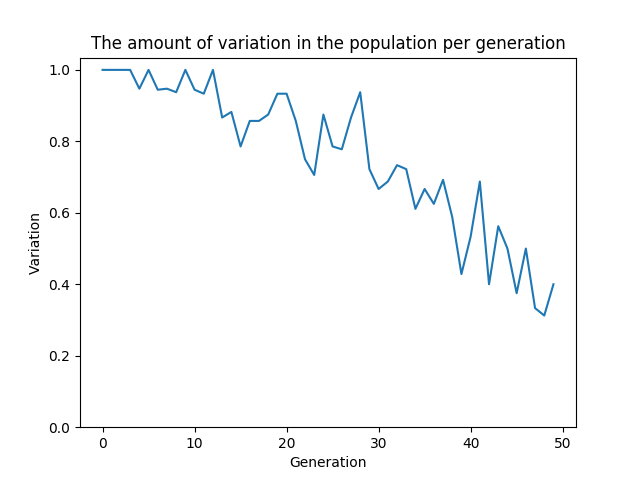 The amount of variation in the population per generation
1.0
0.8
0.6
0.4
0.2
0.0
Variation
0 10 20 30 40 50
Generation